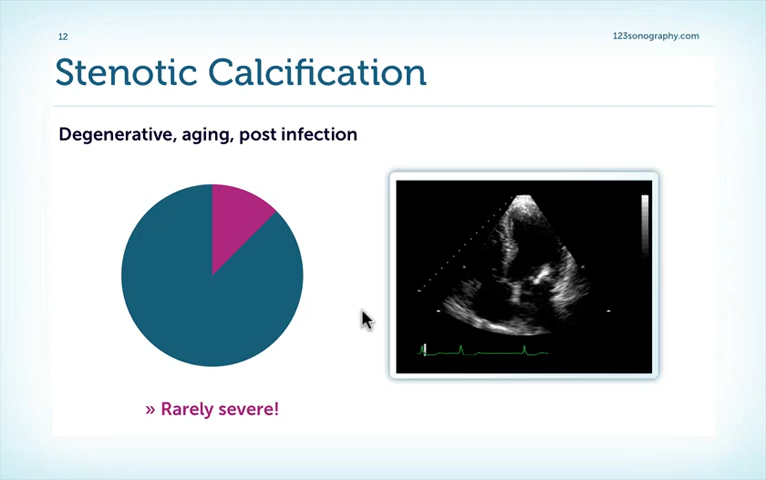 12
123sonography.com
Stenotic Calcification
Degenerative, aging, post infection
» Rarely severe!